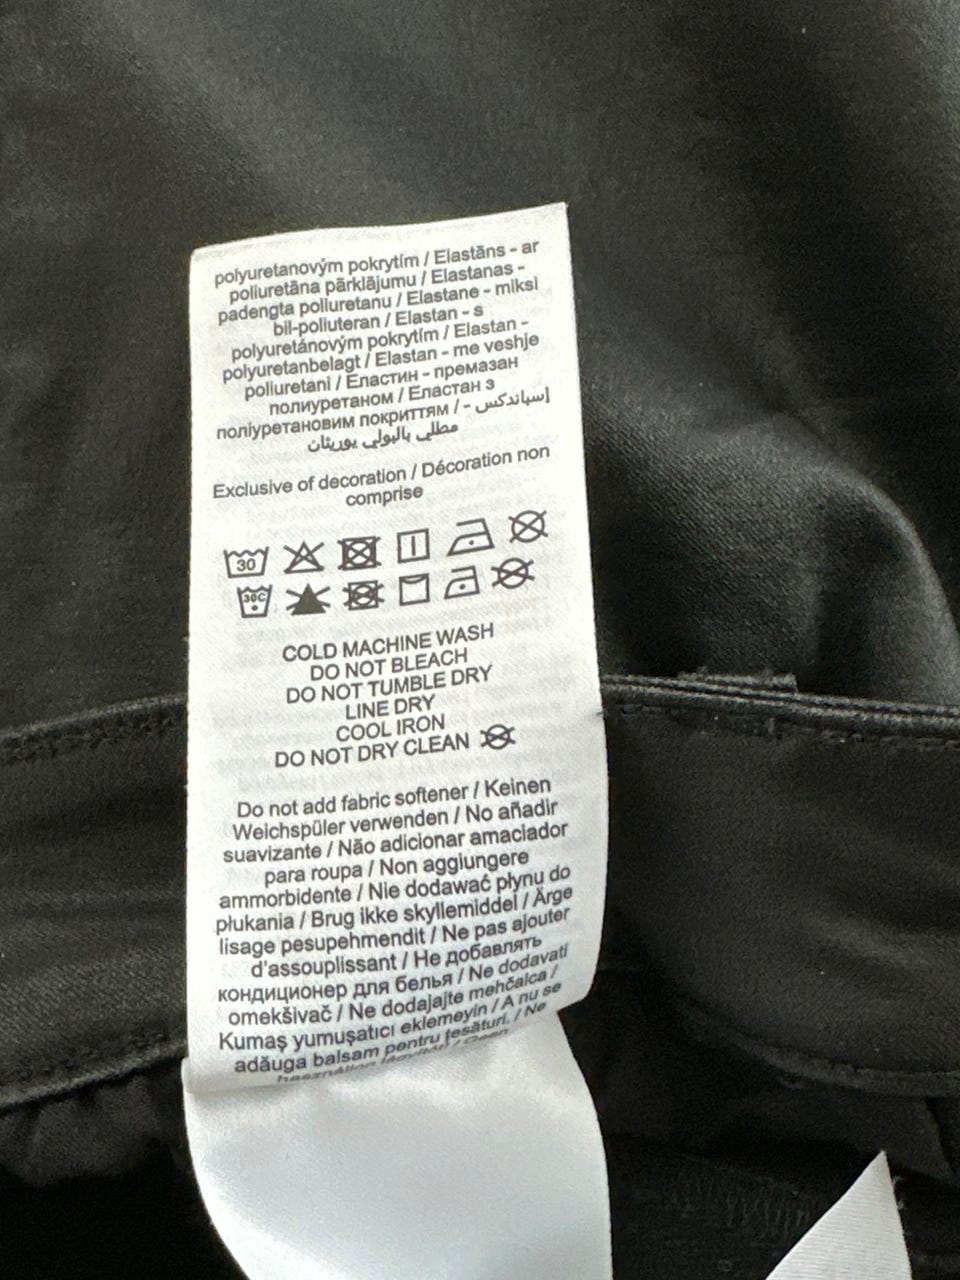 polyuretanovým pokrytím / Elastāns - ar
poliuretāna pārklājumu / Elastanas -
padengta poliuretanu / Elastane - miksi
bil-poliuteran / Elastan - s
polyuretánovým pokrytím / Elastan -
polyuretanbelagt / Elastan - me veshje
poliuretani / Еластин - премазан
полиуретаном / Еластан з
поліуретановим покриттям / - إسباندكس
مطلي بالبولي يوريثان
Exclusive of decoration / Décoration non
comprise
30
30C
COLD MACHINE WASH
DO NOT BLEACH
DO NOT TUMBLE DRY
LINE DRY
COOL IRON
DO NOT DRY CLEAN
Do not add fabric softener / Keinen
Weichspüler verwenden / No añadir
suavizante / Não adicionar amaciador
para roupa / Non aggiungere
ammorbidente / Nie dodawać płynu do
płukania / Brug ikke skyllemiddel / Ärge
lisage pesupehmendit / Ne pas ajouter
d'assouplissant / Не добавлять
кондиционер для белья / Ne dodavati
omekšivač / Ne dodajajte mehčalca /
Kumaş yumuşatıcı eklemeyin / A nu se
adăuga balsam pentru țesături. / Ne